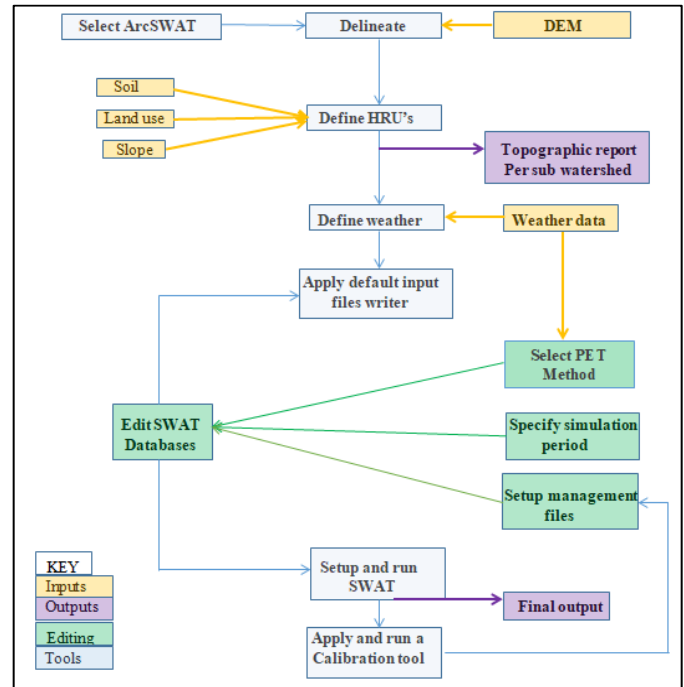 Select ArcSWAT
Delineate
DEM
Soil
Land use
Slope
Define HRU's
Topographic report
Per sub watershed
Define weather
Weather data
Apply default input
files writer
Select PET
Method
Edit SWAT
Databases
Specify simulation
period
Setup management
files
Setup and run
SWAT
Final output
Apply and run a
Calibration tool
KEY
Inputs
Outputs
Editing
Tools